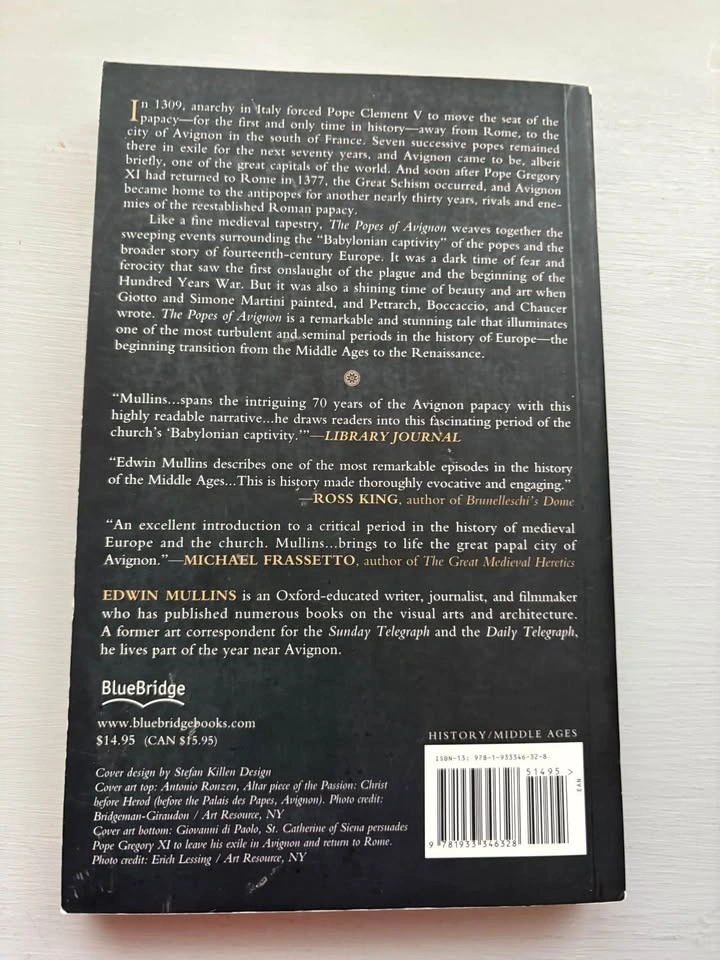 In 1309, anarchy in Italy forced Pope Clement V to move the seat of the
papacy—for the first and only time in history—away from Rome, to the
city of Avignon in the south of France. Seven successive popes remained
there in exile for the next seventy years, and Avignon came to be, albeit
briefly, one of the great capitals of the world. And soon after Pope Gregory
XI had returned to Rome in 1377, the Great Schism occurred, and Avignon
became home to the antipopes for another nearly thirty years, rivals and ene-
mies of the reestablished Roman papacy.
Like a fine medieval tapestry, The Popes of Avignon weaves together the
sweeping events surrounding the "Babylonian captivity" of the popes and the
broader story of fourteenth-century Europe. It was a dark time of fear and
ferocity that saw the first onslaught of the plague and the beginning of the
Hundred Years War. But it was also a shining time of beauty and art when
Giotto and Simone Martini painted, and Petrarch, Boccaccio, and Chaucer
wrote. The Popes of Avignon is a remarkable and stunning tale that illuminates
one of the most turbulent and seminal periods in the history of Europe—the
beginning transition from the Middle Ages to the Renaissance.
"Mullins...spans the intriguing 70 years of the Avignon papacy with this
highly readable narrative...he draws readers into this fascinating period of the
church's 'Babylonian captivity.'"—LIBRARY JOURNAL
"Edwin Mullins describes one of the most remarkable episodes in the history
of the Middle Ages...This is history made thoroughly evocative and engaging."
—ROSS KING, author of Brunelleschi's Dome
"An excellent introduction to a critical period in the history of medieval
Europe and the church. Mullins...brings to life the great papal city of
Avignon."—MICHAEL FRASSETTO, author of The Great Medieval Heretics
EDWIN MULLINS is an Oxford-educated writer, journalist, and filmmaker
who has published numerous books on the visual arts and architecture.
A former art correspondent for the Sunday Telegraph and the Daily Telegraph,
he lives part of the year near Avignon.
BlueBridge
www.bluebridgebooks.com
$14.95 (CAN $15.95)
Cover design by Stefan Killen Design
Cover art top: Antonio Ronzen, Altar piece of the Passion: Christ
before Herod (before the Palais des Papes, Avignon). Photo credit:
Bridgeman-Giraudon / Art Resource, NY
Cover art bottom: Giovanni di Paolo, St. Catherine of Siena persuades
Pope Gregory XI to leave his exile in Avignon and return to Rome.
Photo credit: Erich Lessing / Art Resource, NY
HISTORY/MIDDLE AGES
ISBN-13: 978-1-933346-32-8
51495 >
EAN
9 781933 346328